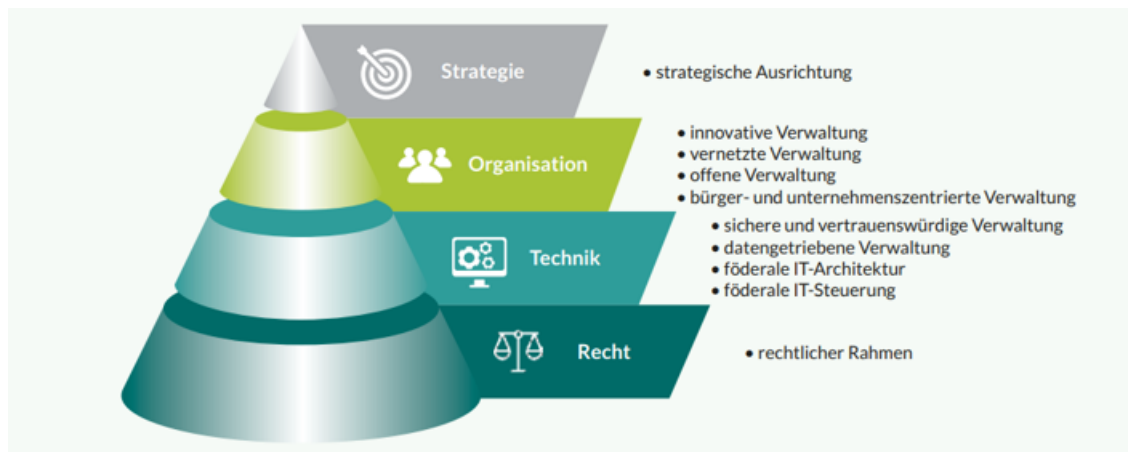 Strategie
• strategische Ausrichtung
Organisation
• innovative Verwaltung
• vernetzte Verwaltung
• offene Verwaltung
• bürger- und unternehmenszentrierte Verwaltung
Technik
• sichere und vertrauenswürdige Verwaltung
• datengetriebene Verwaltung
• föderale IT-Architektur
• föderale IT-Steuerung
Recht
• rechtlicher Rahmen